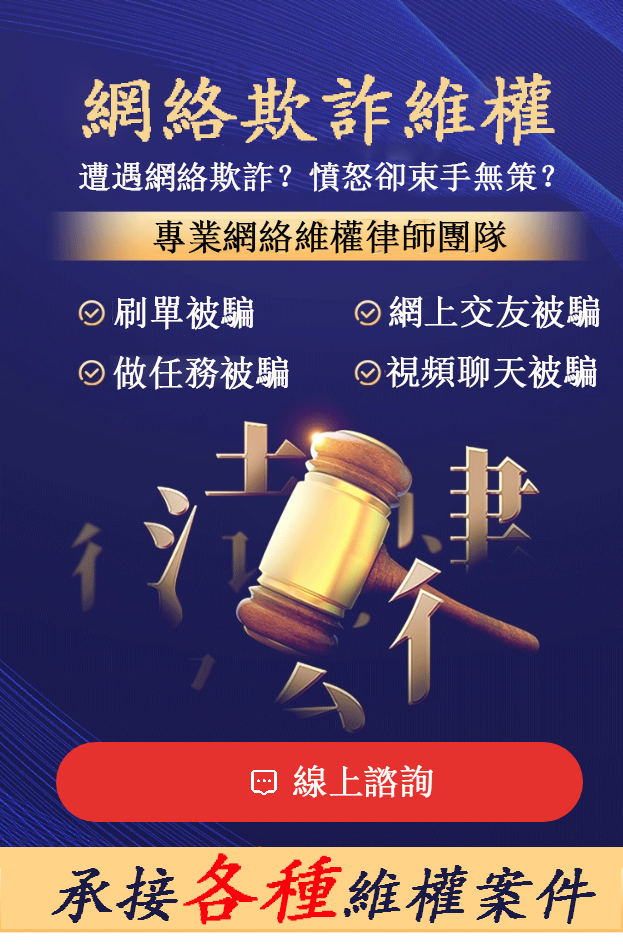 網絡欺詐維權
遭遇網絡欺詐？憤怒卻束手無策？
專業網絡維權律師團隊
刷單被騙
網上交友被騙
做任務被騙
視頻聊天被騙
法律
線上諮詢
承接各種維權案件